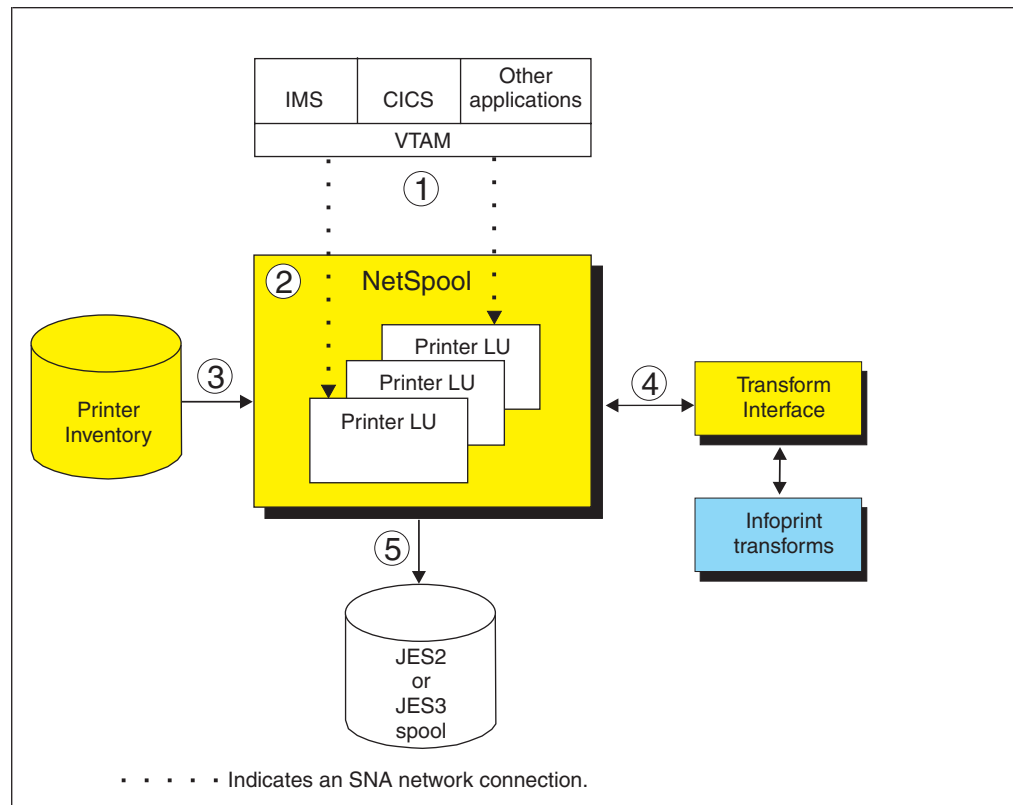 IMS
CICS
Other
applications
VTAM
①
②
NetSpool
Printer LU
Printer LU
Printer LU
Printer
Inventory
③
④
Transform
Interface
Infoprint
transforms
⑤
JES2
or
JES3
spool
. . . . . Indicates an SNA network connection.